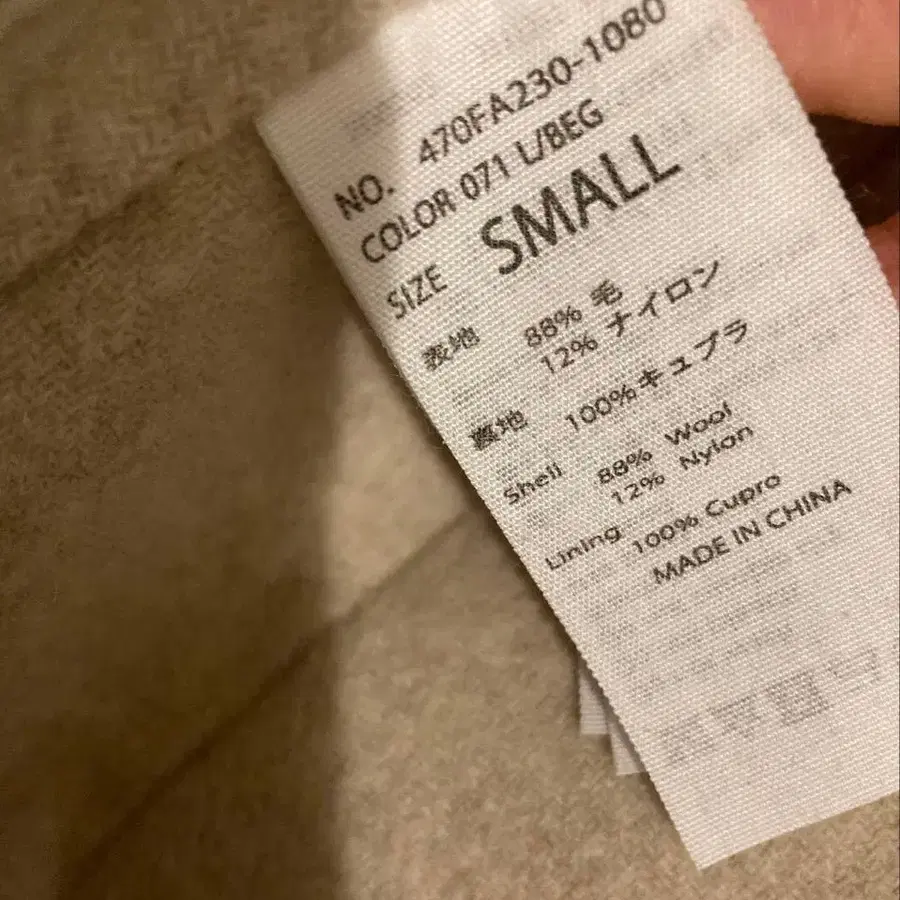 NO. 470FA230-1080
COLOR 071 L/BEG
SIZE SMALL
表地 88% 毛
12% ナイロン
裏地 100%キュプラ
Shell 88% Wool
12% Nylon
Lining 100% Cupro
MADE IN CHINA